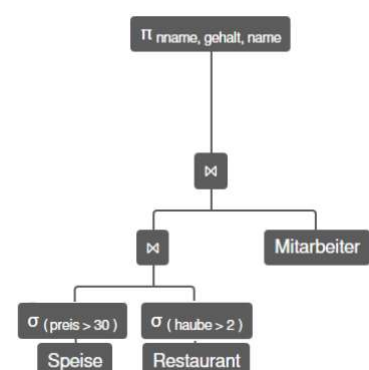 π nname, gehalt, name
⋈
⋈
Mitarbeiter
σ ( preis > 30 )
σ ( haube > 2 )
Speise
Restaurant